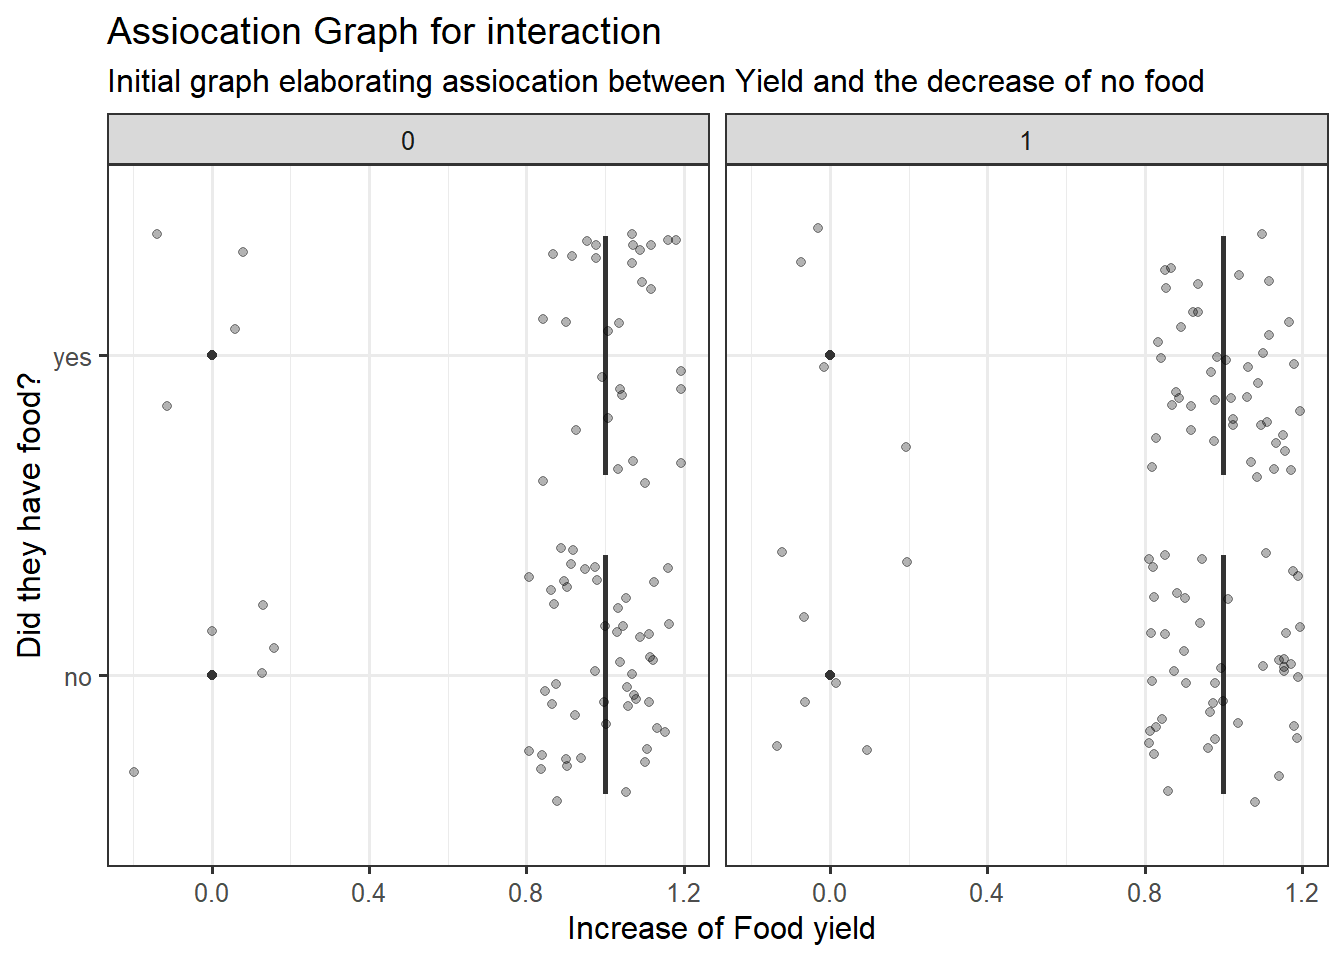 Assiocation Graph for interaction
Initial graph elaborating assiocation between Yield and the decrease of no food
0
1
Did they have food?
yes
no
0.0
0.4
0.8
1.2
0.0
0.4
0.8
1.2
Increase of Food yield